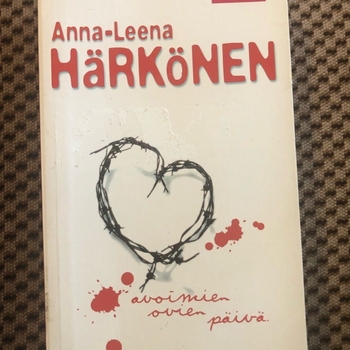 Anna-Leena
HäRKöNEN
avoimien
ovien
päivä.